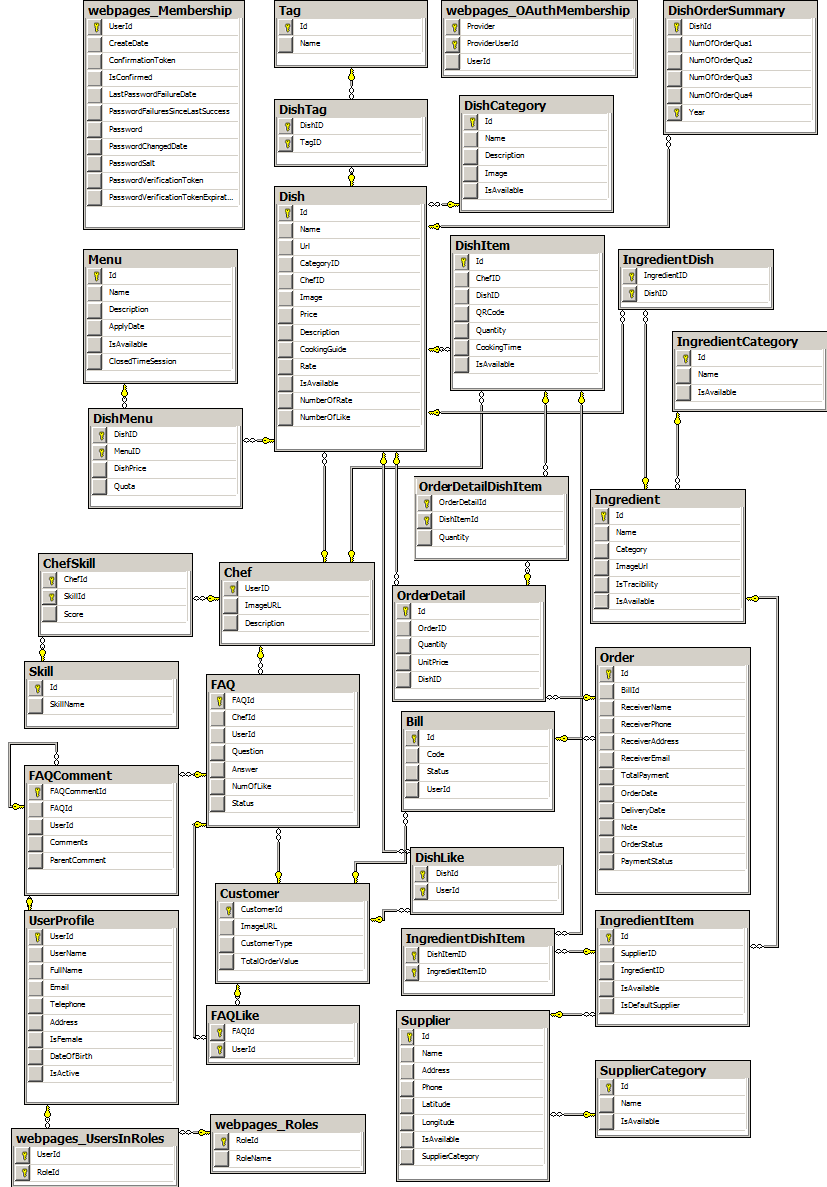 webpages_Membership
UserId
CreateDate
ConfirmationToken
IsConfirmed
LastPasswordFailureDate
PasswordFailuresSinceLastSuccess
Password
PasswordChangedDate
PasswordSalt
PasswordVerificationToken
PasswordVerificationTokenExpirat...
Tag
Id
Name
webpages_OAuthMembership
Provider
ProviderUserId
UserId
DishOrderSummary
DishId
NumOfOrderQua1
NumOfOrderQua2
NumOfOrderQua3
NumOfOrderQua4
Year
DishTag
DishID
TagID
DishCategory
Id
Name
Description
Image
IsAvailable
Dish
Id
Name
Url
CategoryID
ChefID
Image
Price
Description
CookingGuide
Rate
IsAvailable
NumberOfRate
NumberOfLike
Menu
Id
Name
Description
ApplyDate
IsAvailable
ClosedTimeSession
DishItem
Id
ChefID
DishID
QRCode
Quantity
CookingTime
IsAvailable
IngredientDish
IngredientID
DishID
IngredientCategory
Id
Name
IsAvailable
DishMenu
DishID
MenuID
DishPrice
Quota
OrderDetailDishItem
OrderDetailId
DishItemId
Quantity
Ingredient
Id
Name
Category
ImageUrl
IsTracibility
IsAvailable
ChefSkill
ChefId
SkillId
Score
Chef
UserID
ImageURL
Description
OrderDetail
Id
OrderID
Quantity
UnitPrice
DishID
Skill
Id
SkillName
FAQ
FAQId
ChefId
UserId
Question
Answer
NumOfLike
Status
Order
Id
BillId
ReceiverName
ReceiverPhone
ReceiverAddress
ReceiverEmail
TotalPayment
OrderDate
DeliveryDate
Note
OrderStatus
PaymentStatus
Bill
Id
Code
Status
UserId
FAQComment
FAQCommentId
FAQId
UserId
Comments
ParentComment
DishLike
DishId
UserId
Customer
CustomerId
ImageURL
CustomerType
TotalOrderValue
UserProfile
UserId
UserName
FullName
Email
Telephone
Address
IsFemale
DateOfBirth
IsActive
IngredientDishItem
DishItemID
IngredientItemID
IngredientItem
Id
SupplierID
IngredientID
IsAvailable
IsDefaultSupplier
FAQLike
FAQId
UserId
Supplier
Id
Name
Address
Phone
Latitude
Longitude
IsAvailable
SupplierCategory
SupplierCategory
Id
Name
IsAvailable
webpages_UsersInRoles
UserId
RoleId
webpages_Roles
RoleId
RoleName